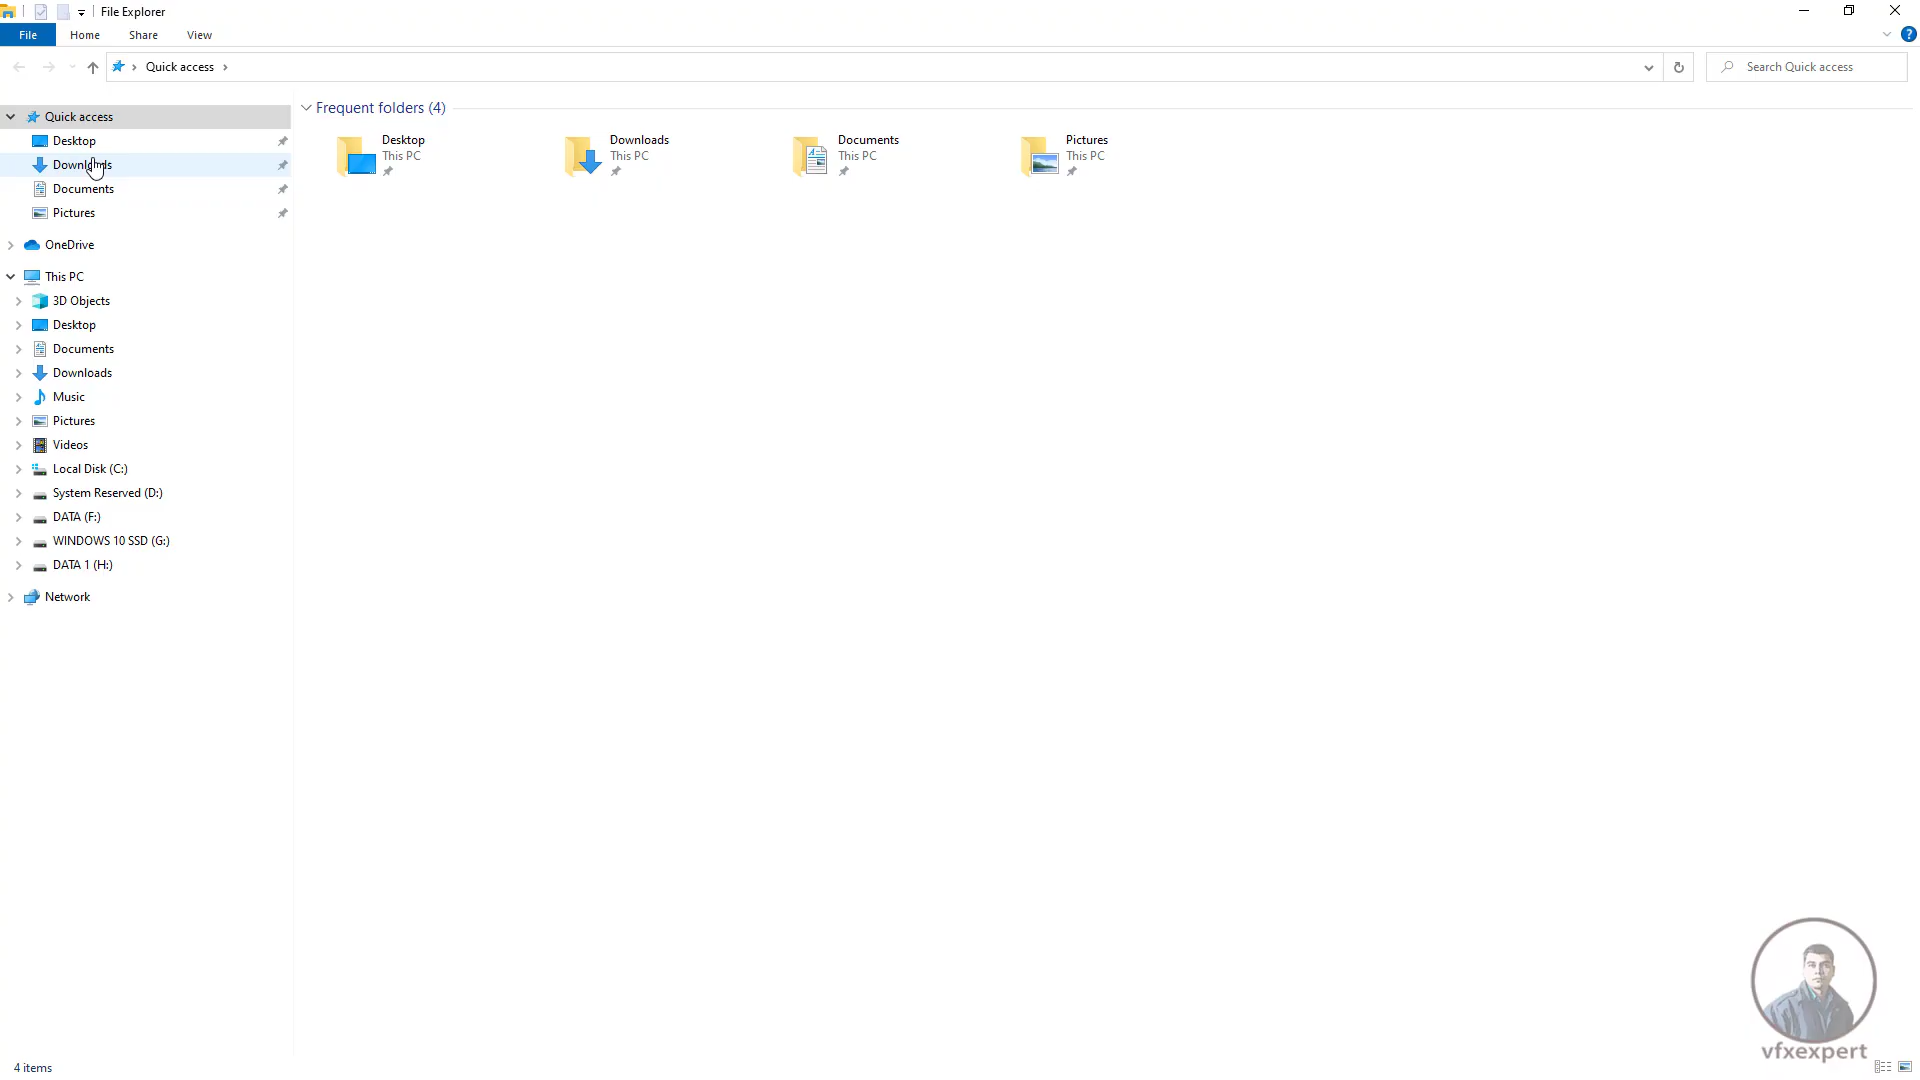 File Explorer
File Home Share View
Quick access
Search Quick access
Quick access
Desktop
Downloads
Documents
Pictures
OneDrive
This PC
3D Objects
Desktop
Documents
Downloads
Music
Pictures
Videos
Local Disk (C:)
System Reserved (D:)
DATA (F:)
WINDOWS 10 SSD (G:)
DATA 1 (H:)
Network
Frequent folders (4)
Desktop
This PC
Downloads
This PC
Documents
This PC
Pictures
This PC
vfxexpert
4 items